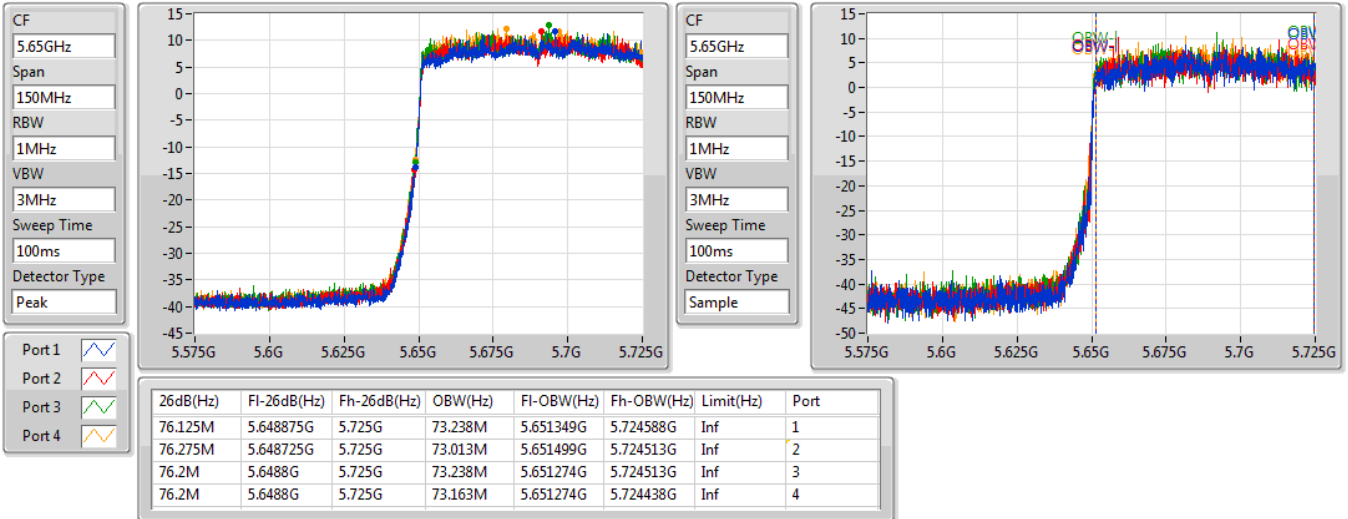 CF
5.65GHz
Span
150MHz
RBW
1MHz
VBW
3MHz
Sweep Time
100ms
Detector Type
Peak
15
10
5
0
-5
-10
-15
-20
-25
-30
-35
-40
-45
5.575G 5.6G 5.625G 5.65G 5.675G 5.7G 5.725G
CF
5.65GHz
Span
150MHz
RBW
1MHz
VBW
3MHz
Sweep Time
100ms
Detector Type
Sample
15
10
5
0
-5
-10
-15
-20
-25
-30
-35
-40
-45
-50
OBW-
OBW
5.575G 5.6G 5.625G 5.65G 5.675G 5.7G 5.725G
Port 1
Port 2
Port 3
Port 4
26dB(Hz) Fl-26dB(Hz) Fh-26dB(Hz) OBW(Hz) Fl-OBW(Hz) Fh-OBW(Hz) Limit(Hz) Port
76.125M 5.648875G 5.725G 73.238M 5.651349G 5.724588G Inf 1
76.275M 5.648725G 5.725G 73.013M 5.651499G 5.724513G Inf 2
76.2M 5.6488G 5.725G 73.238M 5.651274G 5.724513G Inf 3
76.2M 5.6488G 5.725G 73.163M 5.651274G 5.724438G Inf 4